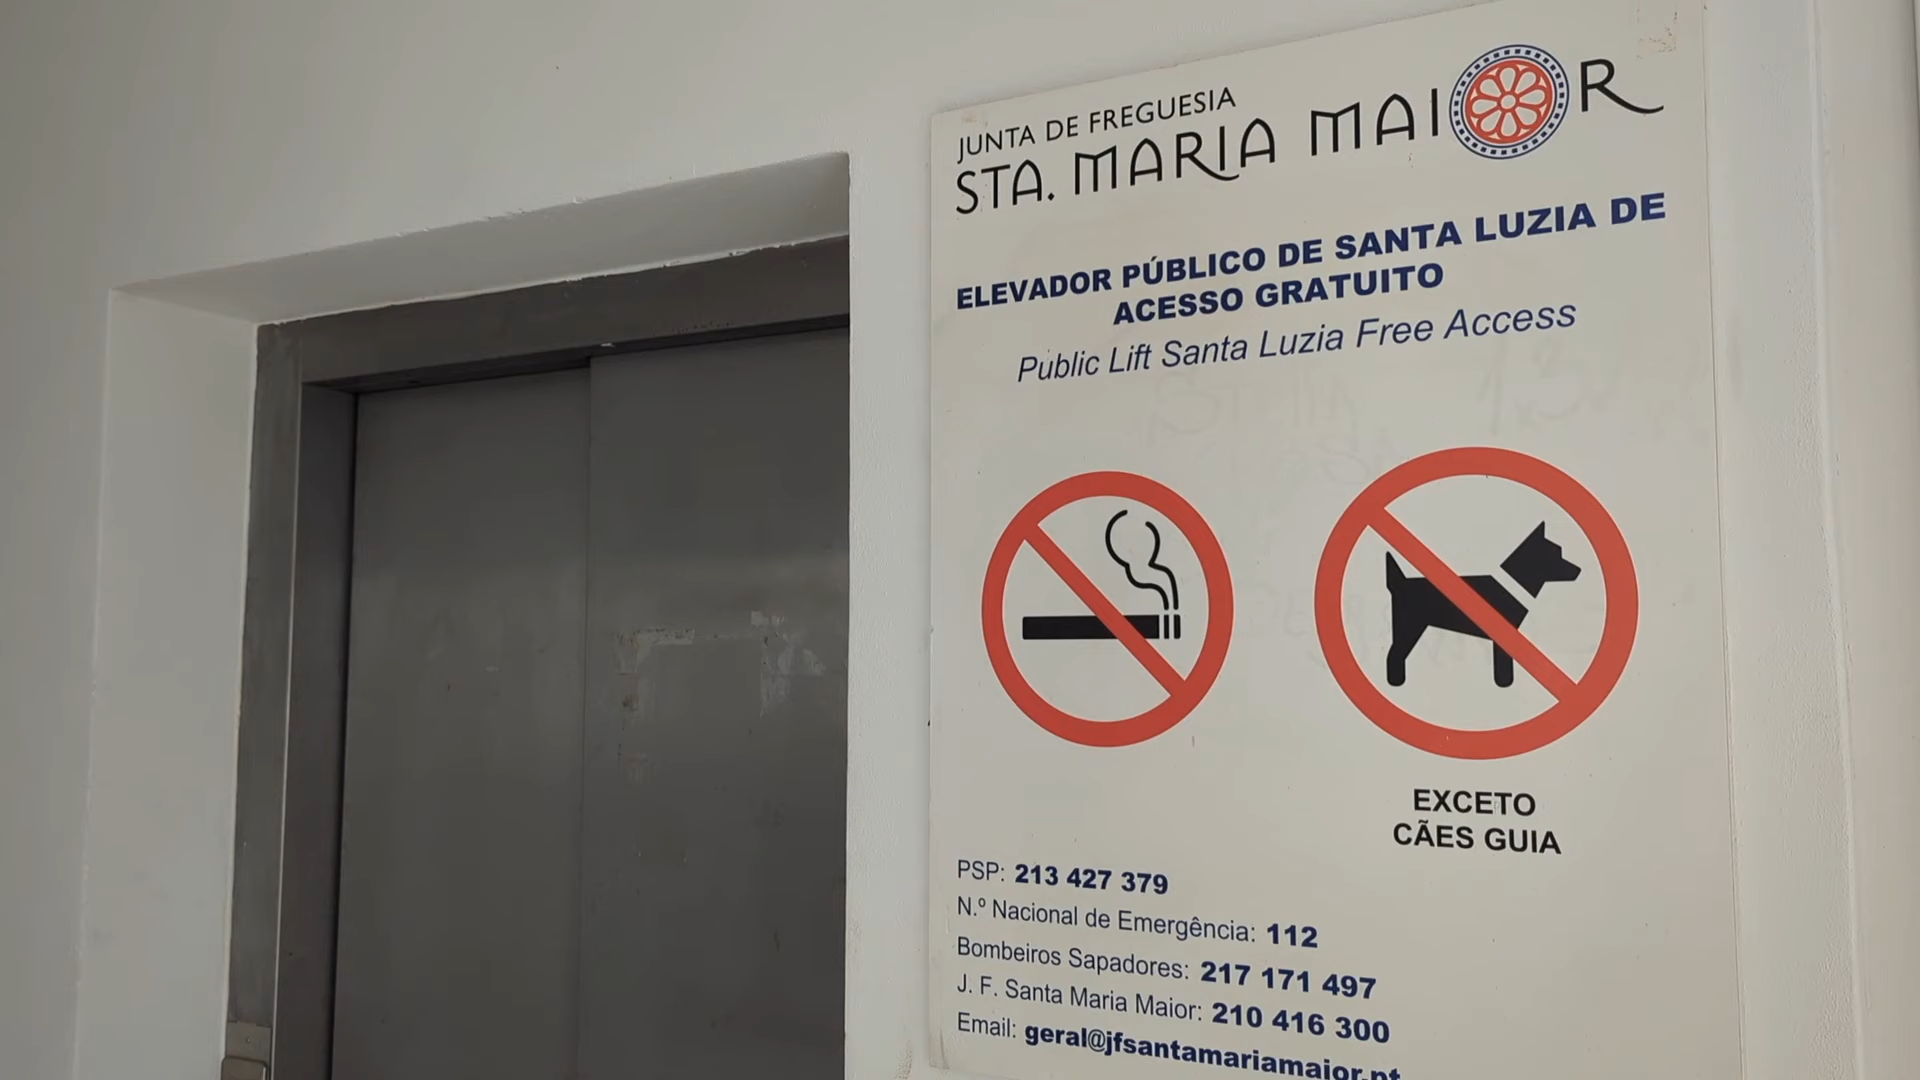 JUNTA DE FREGUESIA
STA. MARIA MAIOR
ELEVADOR PÚBLICO DE SANTA LUZIA DE
ACESSO GRATUITO
Public Lift Santa Luzia Free Access
EXCETO
CÃES GUIA
PSP: 213 427 379
N.º Nacional de Emergência: 112
Bombeiros Sapadores: 217 171 497
J. F. Santa Maria Maior: 210 416 300
Email: geral@jfsantamariamaior.pt